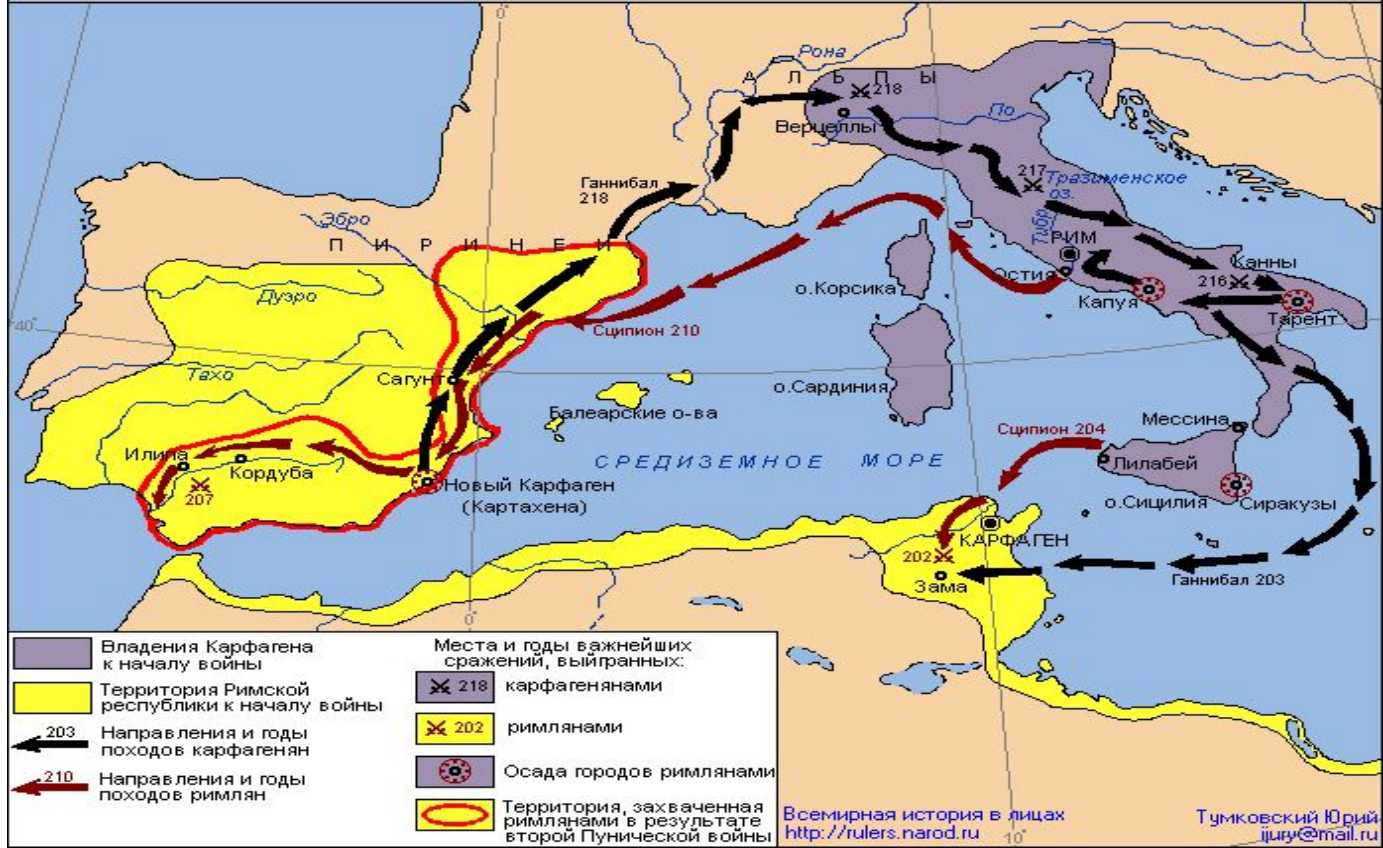 0°
Рона
А Л Ь П Ы
218
По
Верцеллы
Ганнибал
218
217
Тразименское
оз.
Эбро
П И Р И Н Е И
Тибр
РИМ
Остия
Канны
216
Дуэро
о.Корсика
Капуя
Тарент
40°
Сципион 210
Тахо
Сагунт
о.Сардиния
Балеарские о-ва
Мессина
Сципион 204
Илипа
Кордуба
СРЕДИЗЕМНОЕ МОРЕ
Лилабей
207
Новый Карфаген
(Картахена)
о.Сицилия
Сиракузы
КАРФАГЕН
202
Зама
Ганнибал 203
0°
Владения Карфагена
к началу войны
Территория Римской
республики к началу войны
203
Направления и годы
походов карфагенян
210
Направления и годы
походов римлян
Места и годы важнейших
сражений, выйгранных:
218 карфагенянами
202 римлянами
Осада городов римлянами
Территория, захваченная
римлянами в результате
второй Пунической войны
Всемирная история в лицах
http://rulers.narod.ru
10°
Тумковский Юрий
ijury@mail.ru